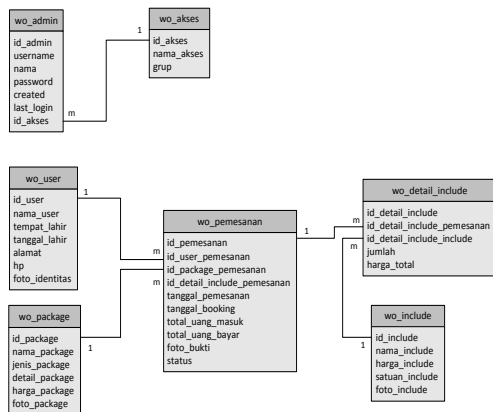 wo_admin
id_admin
username
nama
password
created
last_login
id_akses
m
1
wo_akses
id_akses
nama_akses
grup
wo_user
id_user
nama_user
tempat_lahir
tanggal_lahir
alamat
hp
foto_identitas
1
m
wo_pemesanan
id_pemesanan
id_user_pemesanan
id_package_pemesanan
id_detail_include_pemesanan
tanggal_pemesanan
tanggal_booking
total_uang_masuk
total_uang_bayar
foto_bukti
status
m
1
wo_package
id_package
nama_package
jenis_package
detail_package
harga_package
foto_package
1
m
wo_detail_include
id_detail_include
id_detail_include_pemesanan
id_detail_include_include
jumlah
harga_total
m
1
wo_include
id_include
nama_include
harga_include
satuan_include
foto_include